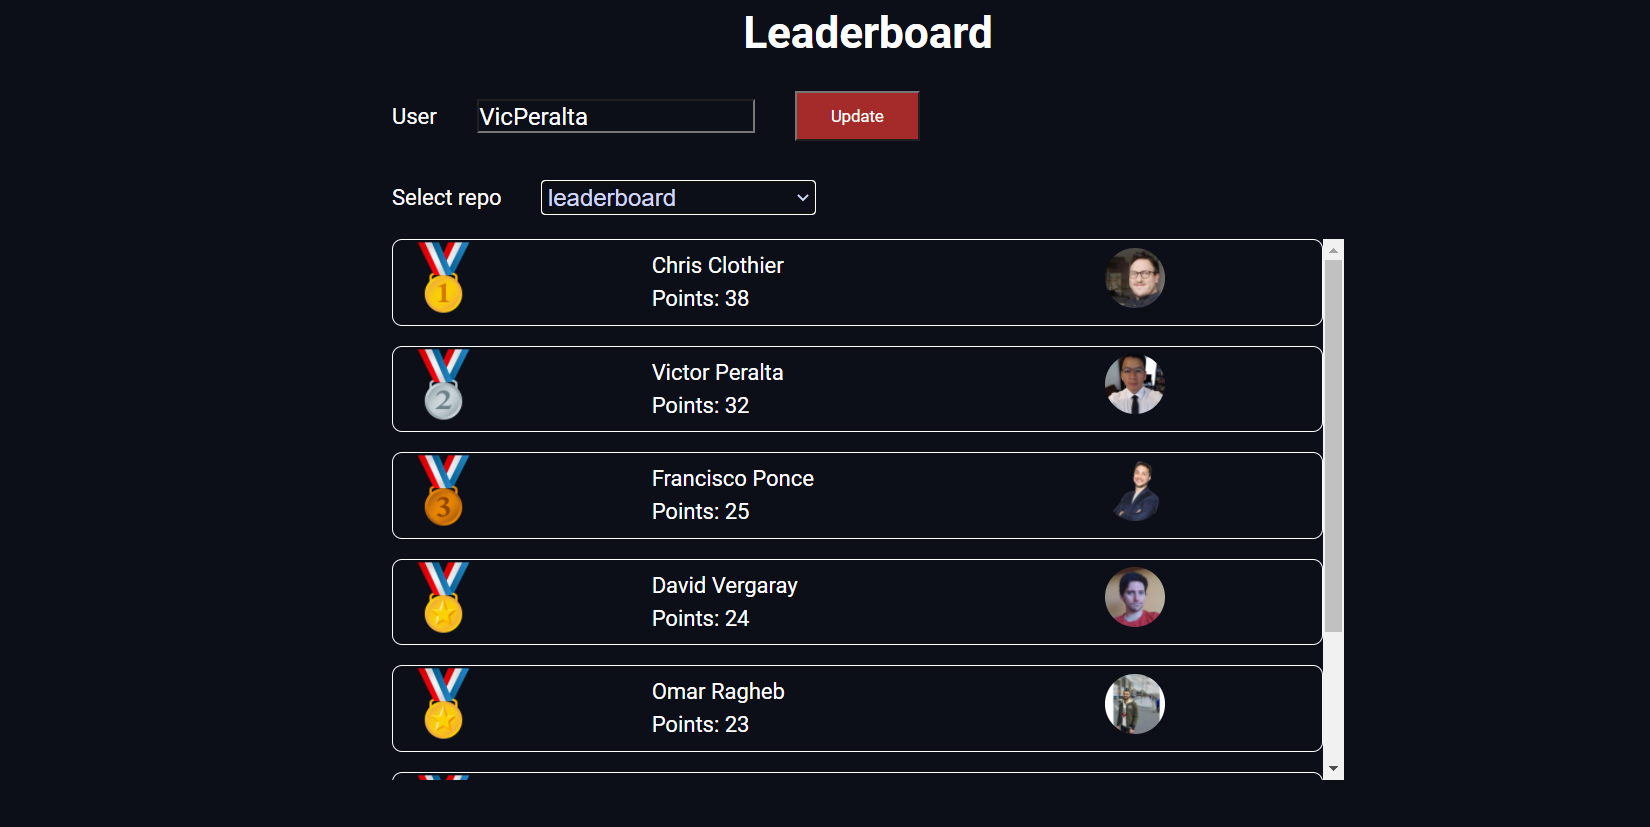 Leaderboard
User VicPeralta Update
Select repo leaderboard
1
Chris Clothier
Points: 38
2
Victor Peralta
Points: 32
3
Francisco Ponce
Points: 25
David Vergaray
Points: 24
Omar Ragheb
Points: 23